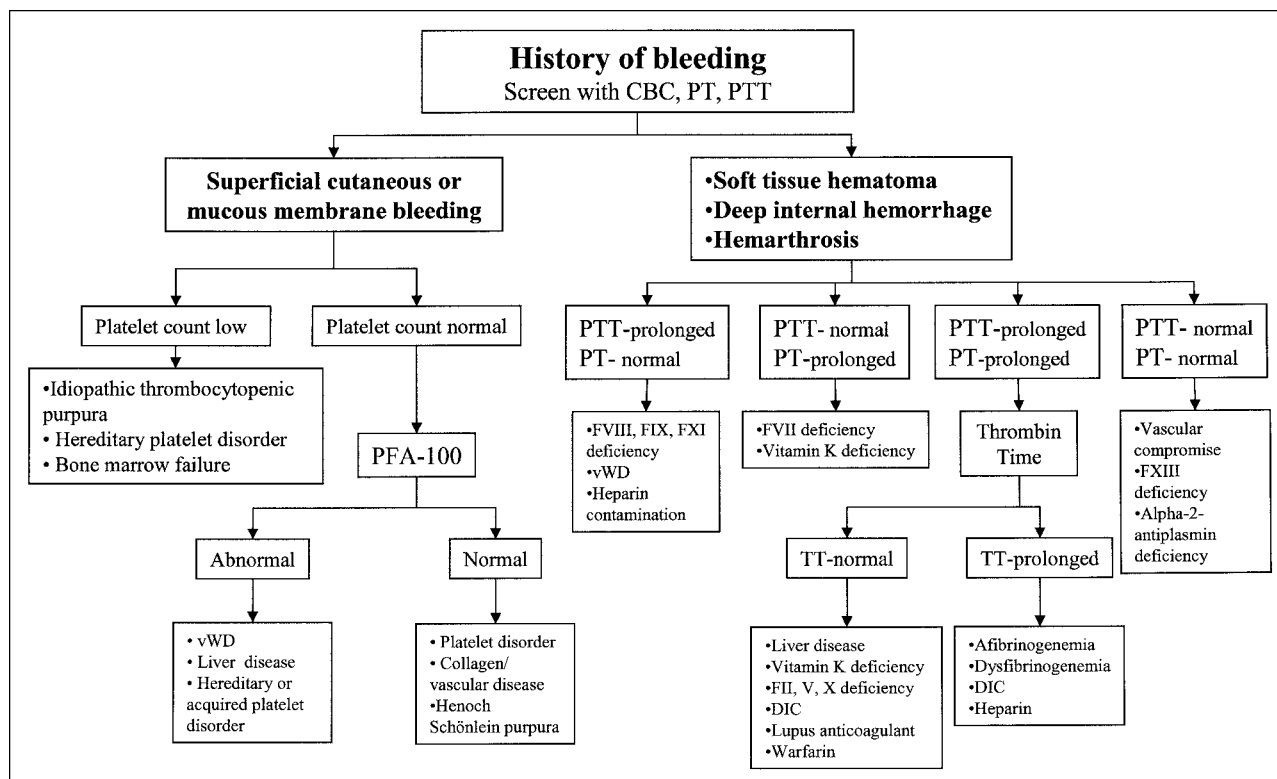 History of bleeding
Screen with CBC, PT, PTT
Superficial cutaneous or
mucous membrane bleeding
•Soft tissue hematoma
•Deep internal hemorrhage
•Hemarthrosis
Platelet count low
Platelet count normal
PTT-prolonged
PT- normal
PTT- normal
PT-prolonged
PTT-prolonged
PT-prolonged
PTT- normal
PT- normal
•Idiopathic thrombocytopenic
purpura
• Hereditary platelet disorder
• Bone marrow failure
PFA-100
•FVIII, FIX, FXI
deficiency
•vWD
•Heparin
contamination
•FVII deficiency
•Vitamin K deficiency
Thrombin
Time
•Vascular
compromise
•FXIII
deficiency
•Alpha-2-
antiplasmin
deficiency
Abnormal
Normal
TT-normal
TT-prolonged
• vWD
• Liver disease
• Hereditary or
acquired platelet
disorder
• Platelet disorder
• Collagen/
vascular disease
• Henoch
Schönlein purpura
•Liver disease
•Vitamin K deficiency
•FII, V, X deficiency
•DIC
•Lupus anticoagulant
•Warfarin
•Afibrinogenemia
•Dysfibrinogenemia
•DIC
•Heparin